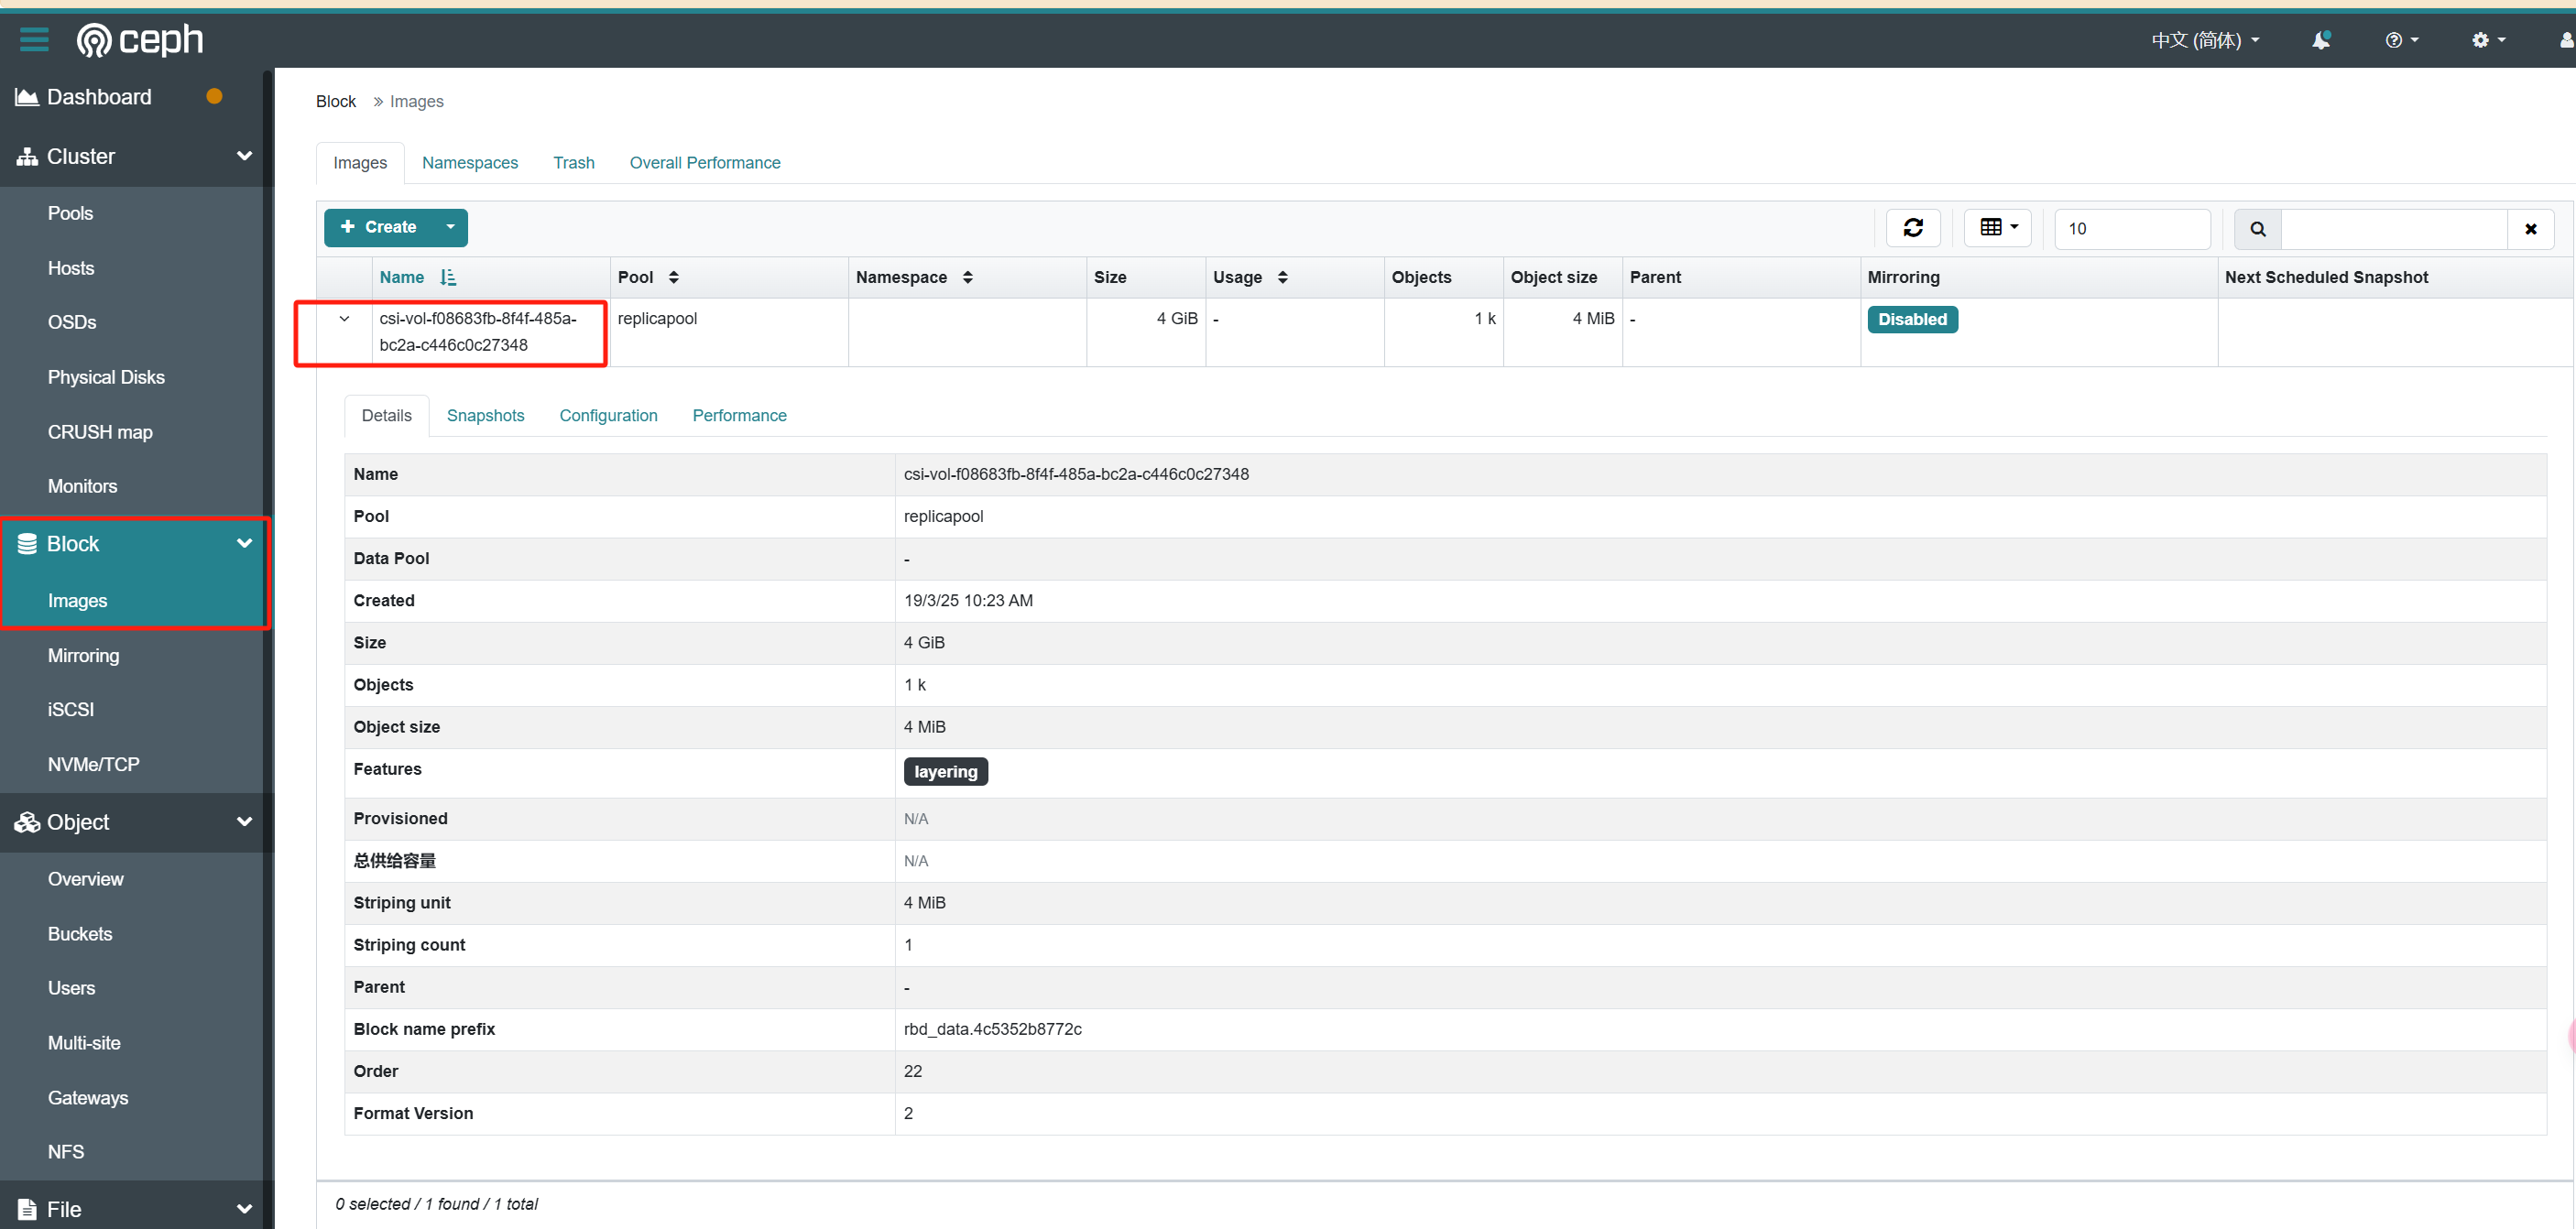 ceph
中文 (简体)
Dashboard
Cluster
Pools
Hosts
OSDs
Physical Disks
CRUSH map
Monitors
Block
Images
Mirroring
iSCSI
NVMe/TCP
Object
Overview
Buckets
Users
Multi-site
Gateways
NFS
File
Block » Images
Images Namespaces Trash Overall Performance
+ Create
10
Name Pool Namespace Size Usage Objects Object size Parent Mirroring Next Scheduled Snapshot
csi-vol-f08683fb-8f4f-485a- replicapool 4 GiB - 1 k 4 MiB - Disabled
bc2a-c446c0c27348
Details Snapshots Configuration Performance
Name csi-vol-f08683fb-8f4f-485a-bc2a-c446c0c27348
Pool replicapool
Data Pool -
Created 19/3/25 10:23 AM
Size 4 GiB
Objects 1 k
Object size 4 MiB
Features layering
Provisioned N/A
总供给容量 N/A
Striping unit 4 MiB
Striping count 1
Parent -
Block name prefix rbd_data.4c5352b8772c
Order 22
Format Version 2
0 selected / 1 found / 1 total